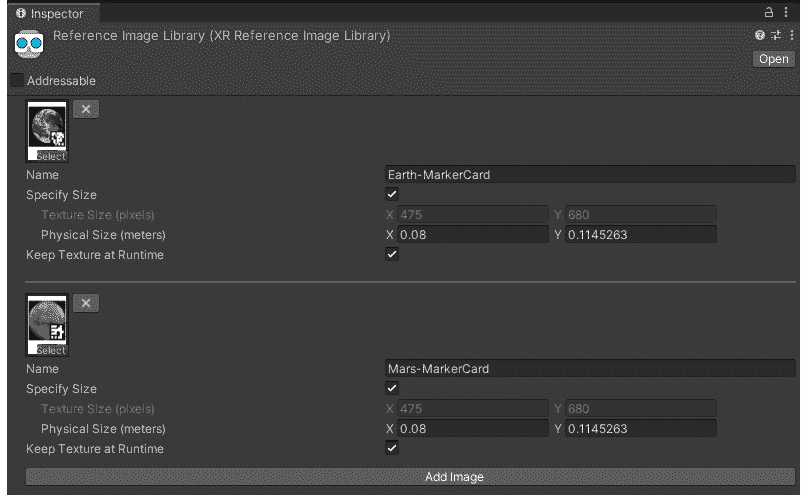 Inspector
Reference Image Library (XR Reference Image Library)
Open
Addressable
Select
Name Earth-MarkerCard
Specify Size
Texture Size (pixels) X 475 Y 680
Physical Size (meters) X 0.08 Y 0.1145263
Keep Texture at Runtime
Select
Name Mars-MarkerCard
Specify Size
Texture Size (pixels) X 475 Y 680
Physical Size (meters) X 0.08 Y 0.1145263
Keep Texture at Runtime
Add Image